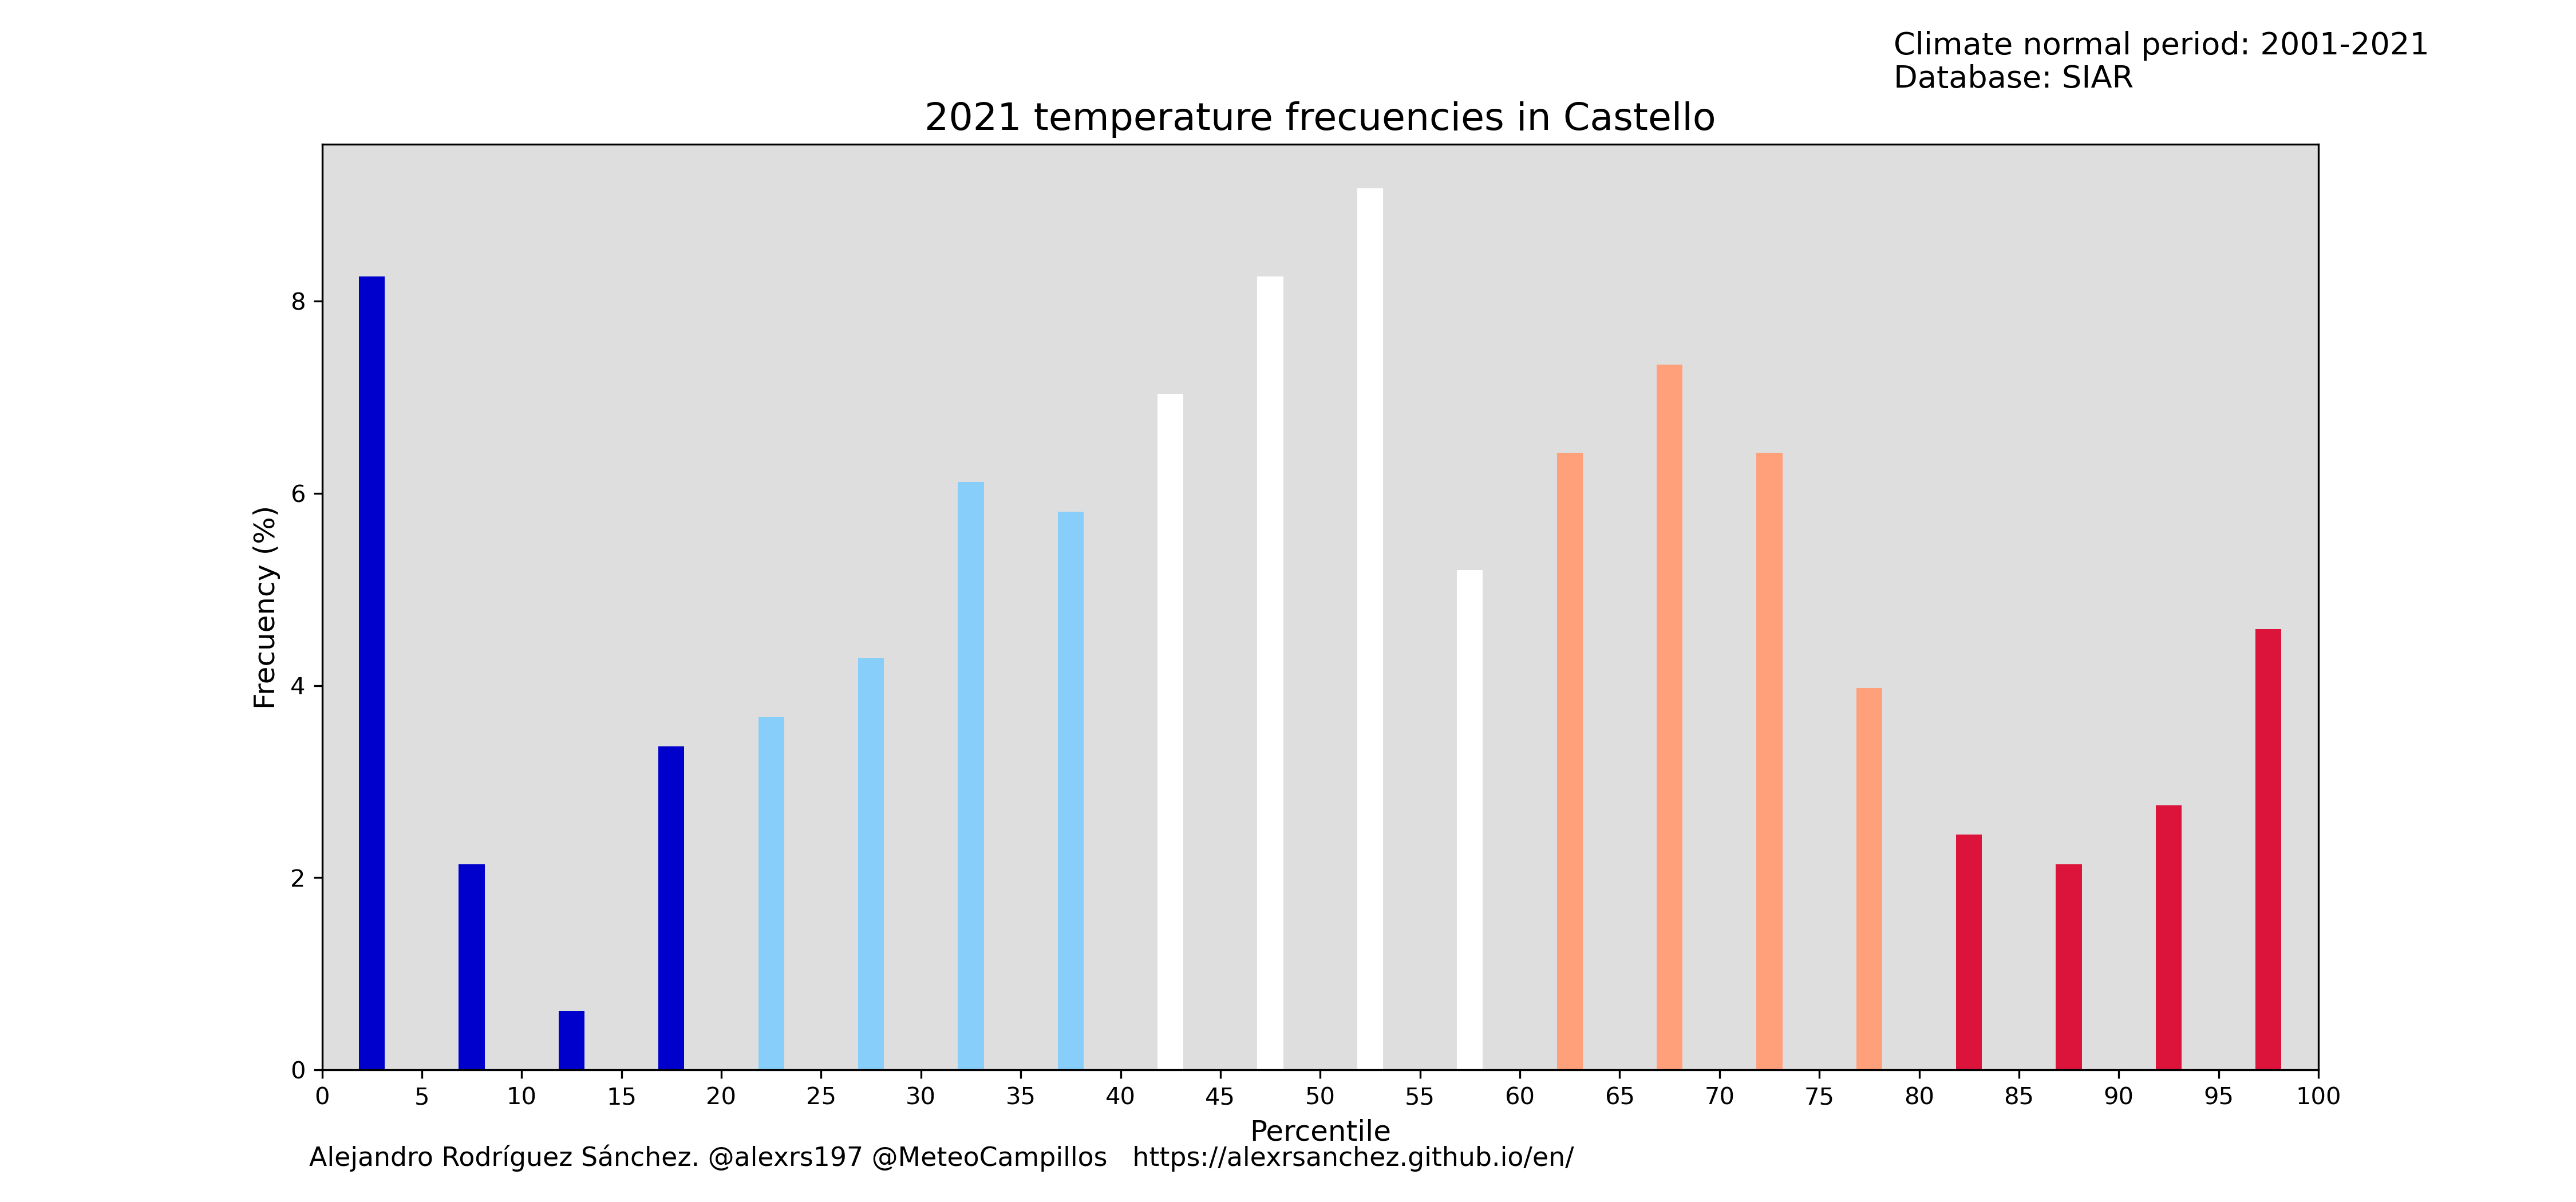 Climate normal period: 2001-2021
Database: SIAR
2021 temperature frecuencies in Castello
Frecuency (%)
8
6
4
2
0
0 5 10 15 20 25 30 35 40 45 50 55 60 65 70 75 80 85 90 95 100
Percentile
Alejandro Rodríguez Sánchez. @alexrs197 @MeteoCampillos https://alexrsanchez.github.io/en/